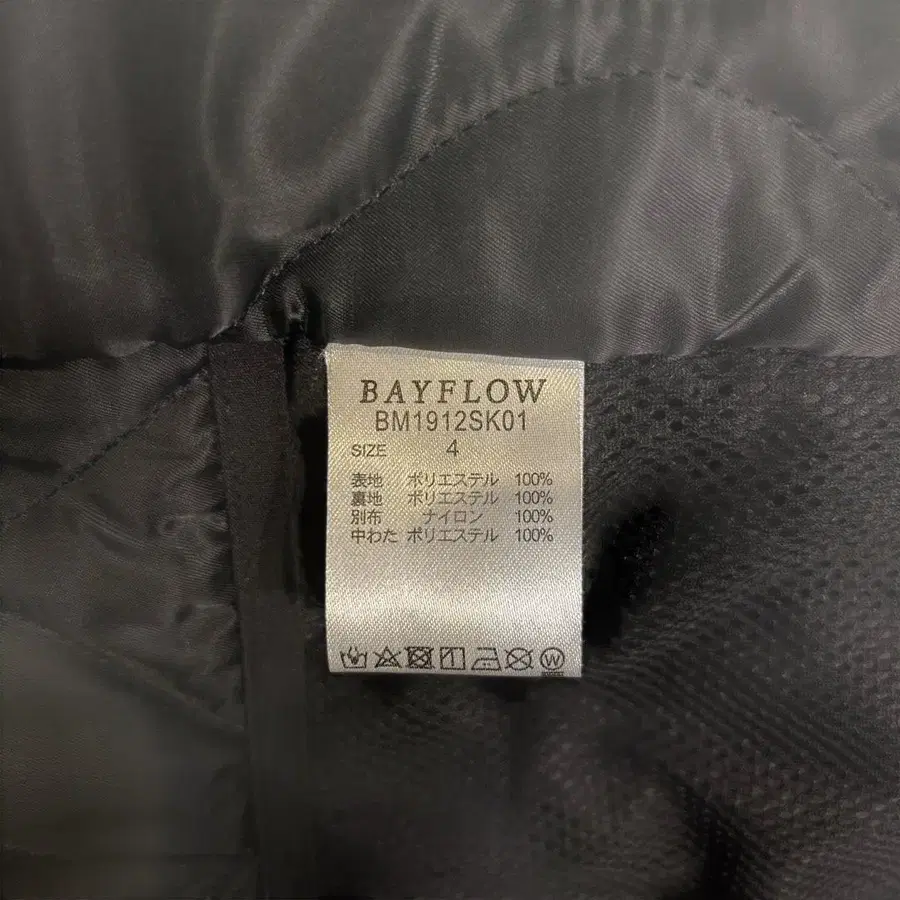 BAYFLOW
BM1912SK01
SIZE 4
表地 ポリエステル 100%
裏地 ポリエステル 100%
別布 ナイロン 100%
中わた ポリエステル 100%
W